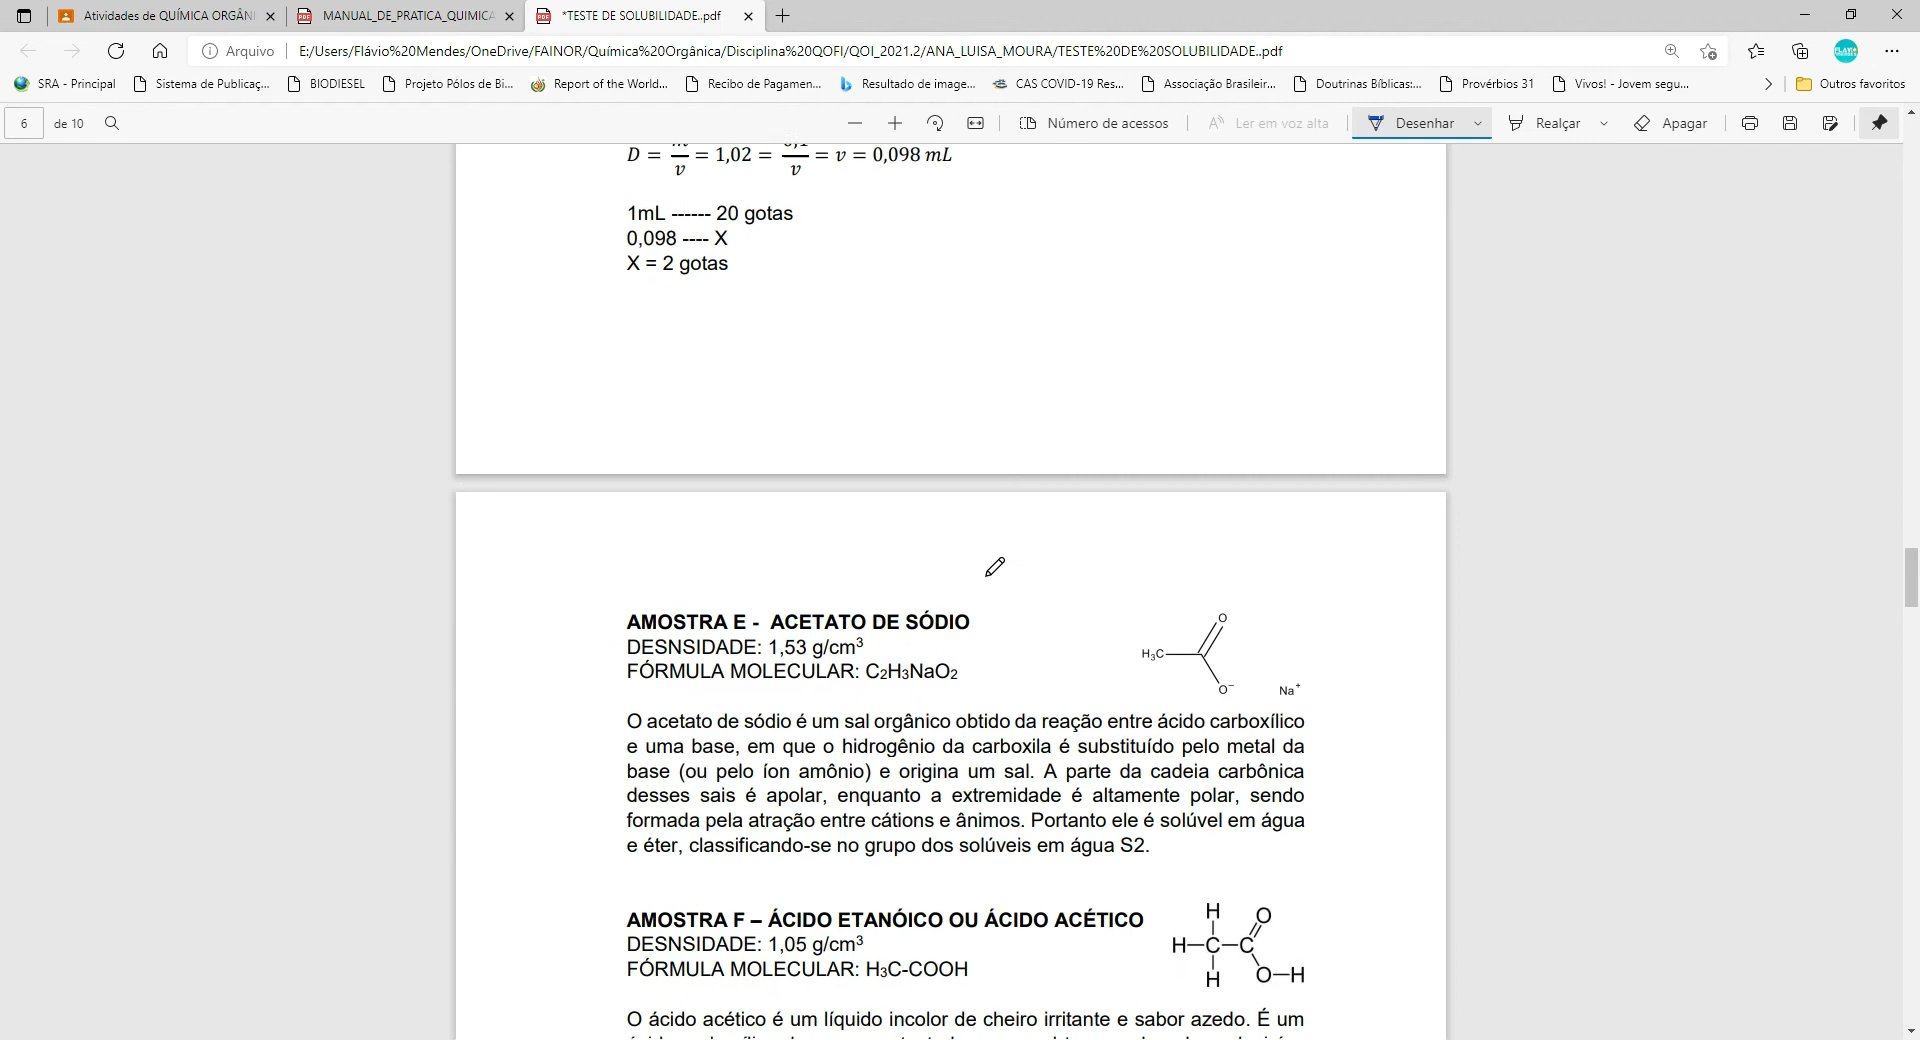 Atividades de QUÍMICA ORGÂNI
MANUAL_DE_PRATICA_QUIMICA
*TESTE DE SOLUBILIDADE..pdf
Arquivo
E:/Users/Flávio%20Mendes/OneDrive/FAINOR/Química%20Orgânica/Disciplina%20QOFI/QOI_2021.2/ANA_LUISA_MOURA/TESTE%20DE%20SOLUBILIDADE..pdf
SRA - Principal
Sistema de Publicaç...
BIODIESEL
Projeto Pólos de Bi...
Report of the World...
Recibo de Pagamen...
Resultado de image...
CAS COVID-19 Res...
Associação Brasileir...
Doutrinas Bíblicas:...
Provérbios 31
Vivos! - Jovem segu...
Outros favoritos
6 de 10
Número de acessos
Ler em voz alta
Desenhar
Realçar
Apagar
D = m/v = 1,02 = 0,1/v = v = 0,098 mL
1mL ------ 20 gotas
0,098 ---- X
X = 2 gotas
AMOSTRA E - ACETATO DE SÓDIO
DESNSIDADE: 1,53 g/cm³
FÓRMULA MOLECULAR: C2H3NaO2
O
H₃C
O⁻
Na⁺
O acetato de sódio é um sal orgânico obtido da reação entre ácido carboxílico
e uma base, em que o hidrogênio da carboxila é substituído pelo metal da
base (ou pelo íon amônio) e origina um sal. A parte da cadeia carbônica
desses sais é apolar, enquanto a extremidade é altamente polar, sendo
formada pela atração entre cátions e ânimos. Portanto ele é solúvel em água
e éter, classificando-se no grupo dos solúveis em água S2.
AMOSTRA F – ÁCIDO ETANÓICO OU ÁCIDO ACÉTICO
DESNSIDADE: 1,05 g/cm³
FÓRMULA MOLECULAR: H3C-COOH
H O
H-C-C
H O-H
O ácido acético é um líquido incolor de cheiro irritante e sabor azedo. É um